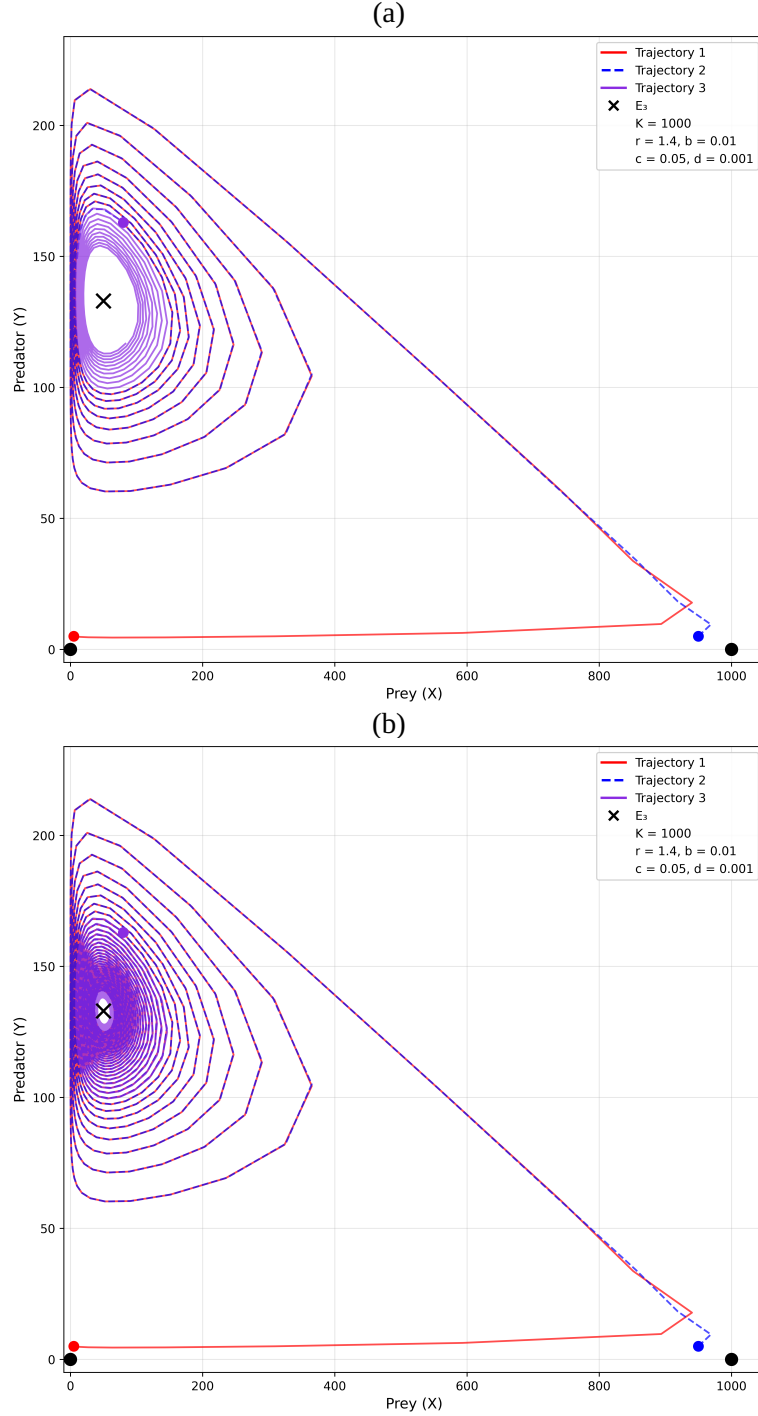 (a)
Trajectory 1
Trajectory 2
Trajectory 3
E₃
K = 1000
r = 1.4, b = 0.01
c = 0.05, d = 0.001
Predator (Y)
200
150
100
50
0
0
200
400
600
800
1000
Prey (X)
(b)
Trajectory 1
Trajectory 2
Trajectory 3
E₃
K = 1000
r = 1.4, b = 0.01
c = 0.05, d = 0.001
Predator (Y)
200
150
100
50
0
0
200
400
600
800
1000
Prey (X)